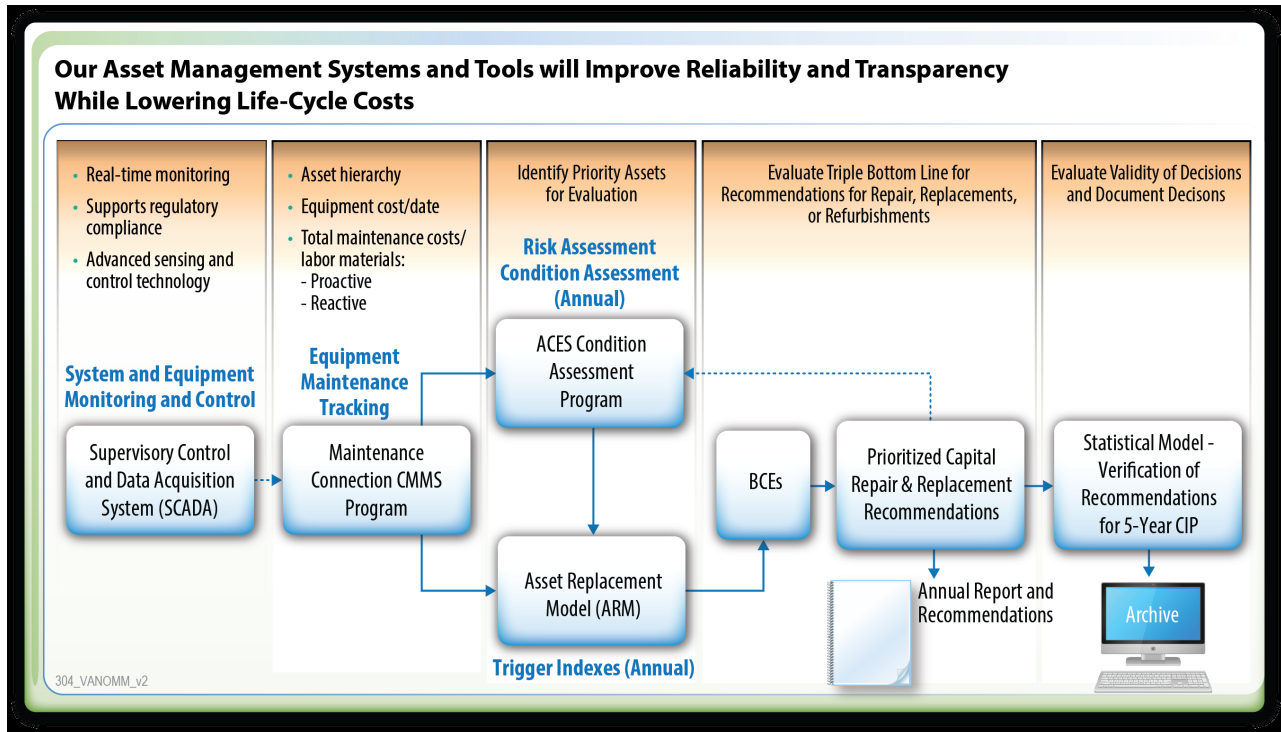 Our Asset Management Systems and Tools will Improve Reliability and Transparency
While Lowering Life-Cycle Costs
• Real-time monitoring
• Supports regulatory
compliance
• Advanced sensing and
control technology
System and Equipment
Monitoring and Control
Supervisory Control
and Data Acquisition
System (SCADA)
• Asset hierarchy
• Equipment cost/date
• Total maintenance costs/
labor materials:
- Proactive
- Reactive
Equipment
Maintenance
Tracking
Maintenance
Connection CMMS
Program
Identify Priority Assets
for Evaluation
Risk Assessment
Condition Assessment
(Annual)
ACES Condition
Assessment
Program
Asset Replacement
Model (ARM)
Trigger Indexes (Annual)
Evaluate Triple Bottom Line for
Recommendations for Repair, Replacements,
or Refurbishments
BCEs
Prioritized Capital
Repair & Replacement
Recommendations
Annual Report and
Recommendations
Evaluate Validity of Decisions
and Document Decisons
Statistical Model -
Verification of
Recommendations
for 5-Year CIP
Archive
304_VANOMM_v2